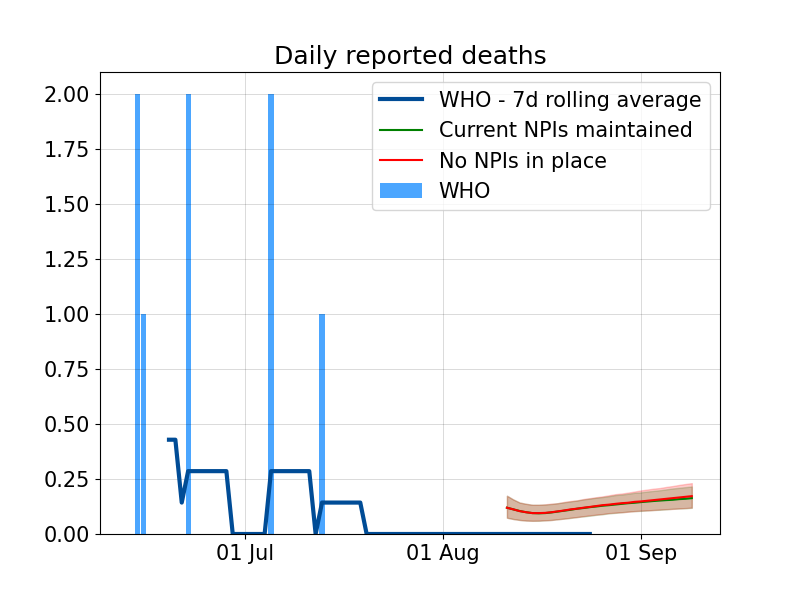 Daily reported deaths
2.00
1.75
1.50
1.25
1.00
0.75
0.50
0.25
0.00
WHO - 7d rolling average
Current NPIs maintained
No NPIs in place
WHO
01 Jul
01 Aug
01 Sep